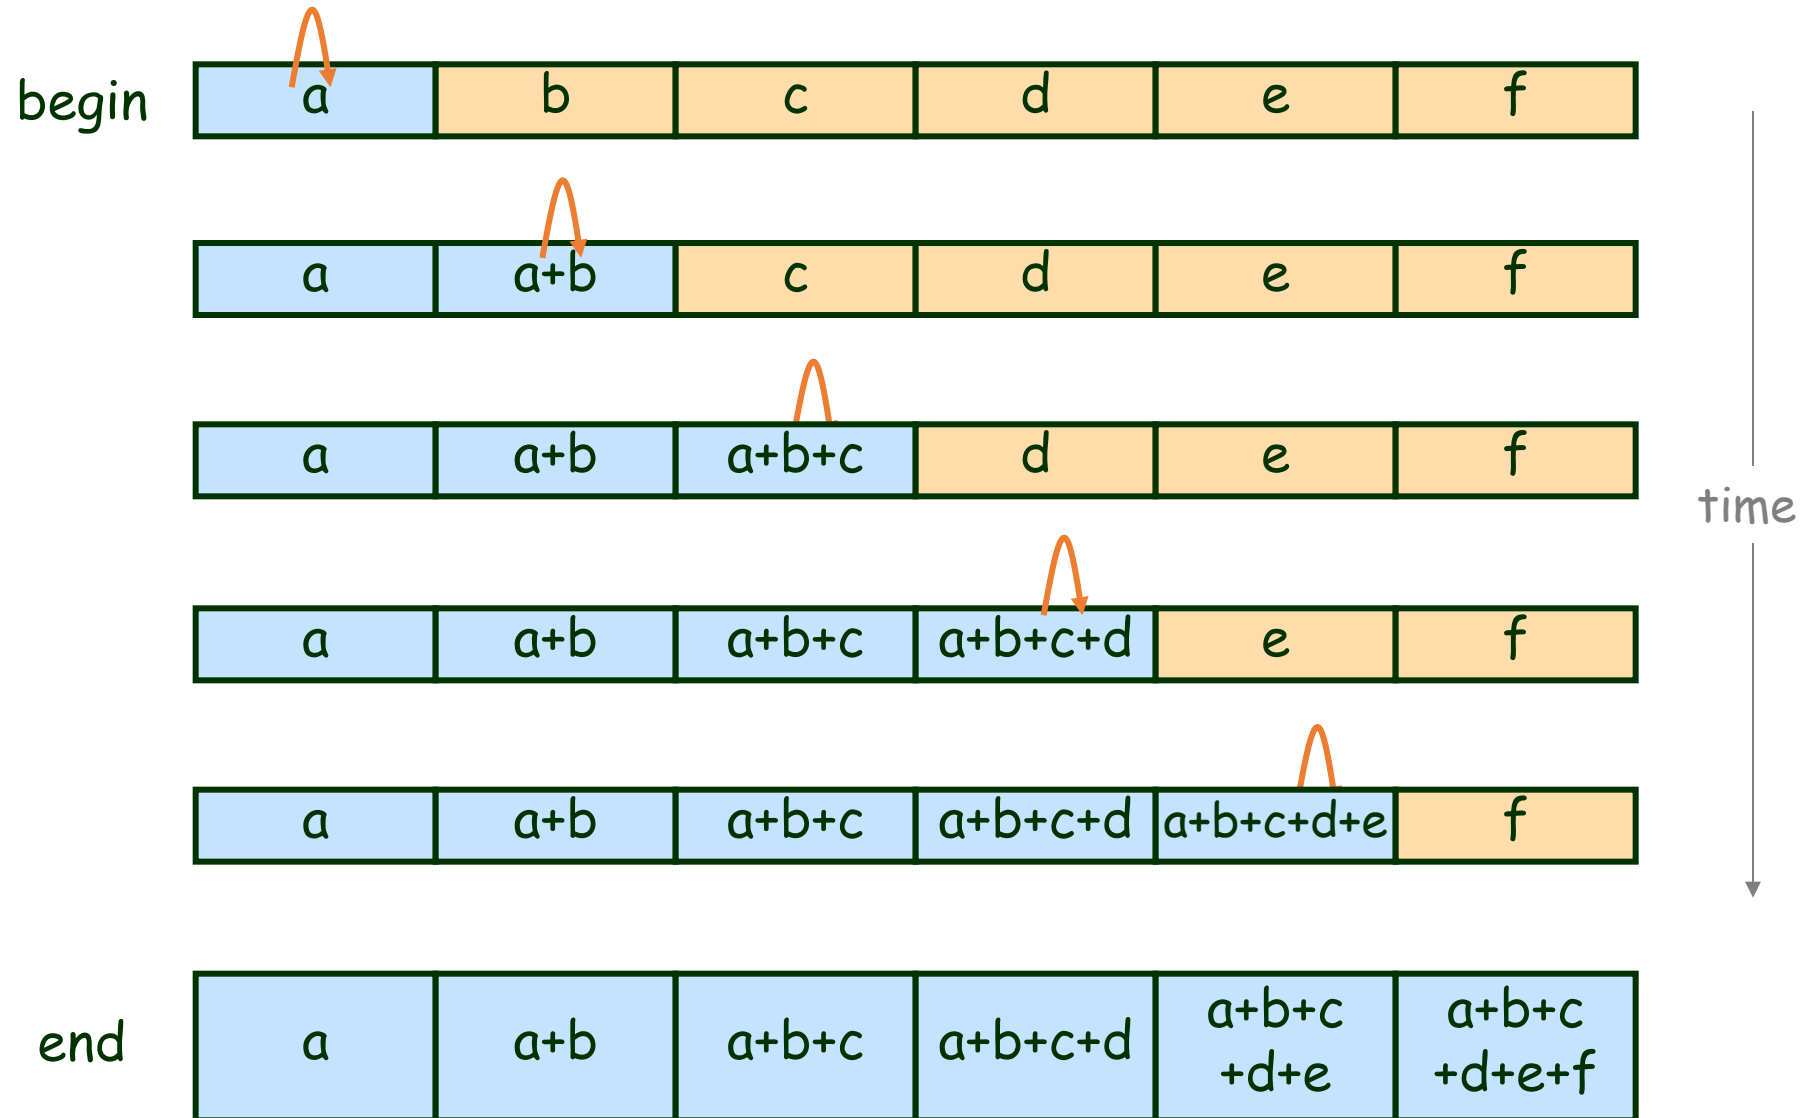 begin a b c d e f
a a+b c d e f
a a+b a+b+c d e f
time
a a+b a+b+c a+b+c+d e f
a a+b a+b+c a+b+c+d a+b+c+d+e f
end a a+b a+b+c a+b+c+d a+b+c +d+e a+b+c +d+e+f